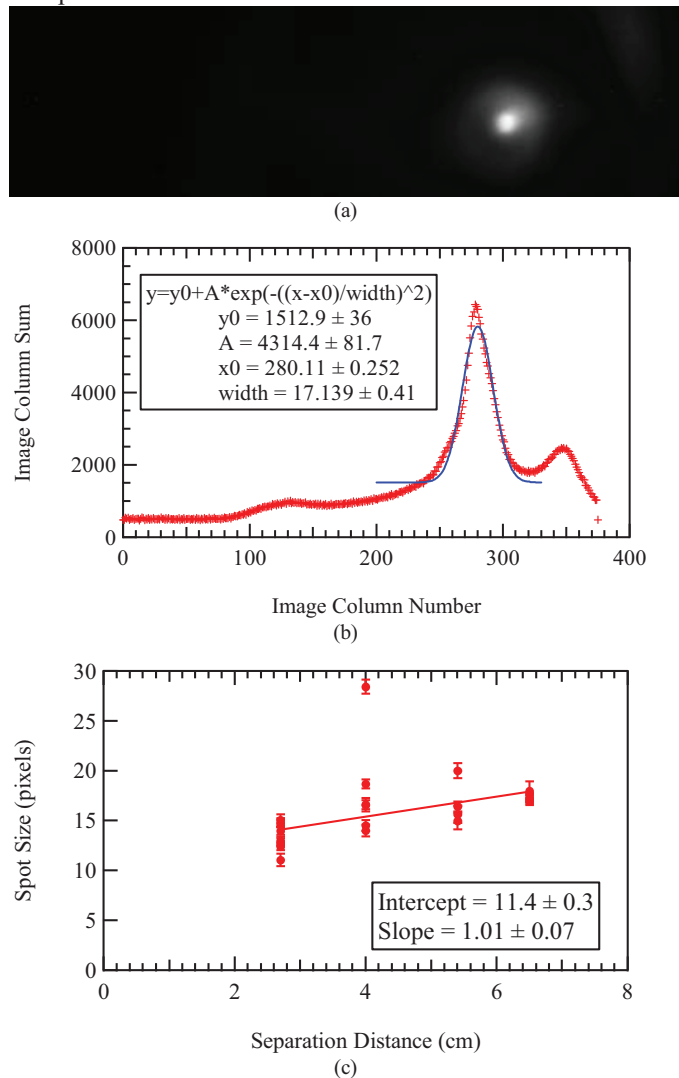 (a)
8000
6000
4000
2000
0
Image Column Sum
y=y0+A*exp(-((x-x0)/width)^2)
y0 = 1512.9 ± 36
A = 4314.4 ± 81.7
x0 = 280.11 ± 0.252
width = 17.139 ± 0.41
0 100 200 300 400
Image Column Number
(b)
30
25
20
15
10
5
0
Spot Size (pixels)
Intercept = 11.4 ± 0.3
Slope = 1.01 ± 0.07
0 2 4 6 8
Separation Distance (cm)
(c)